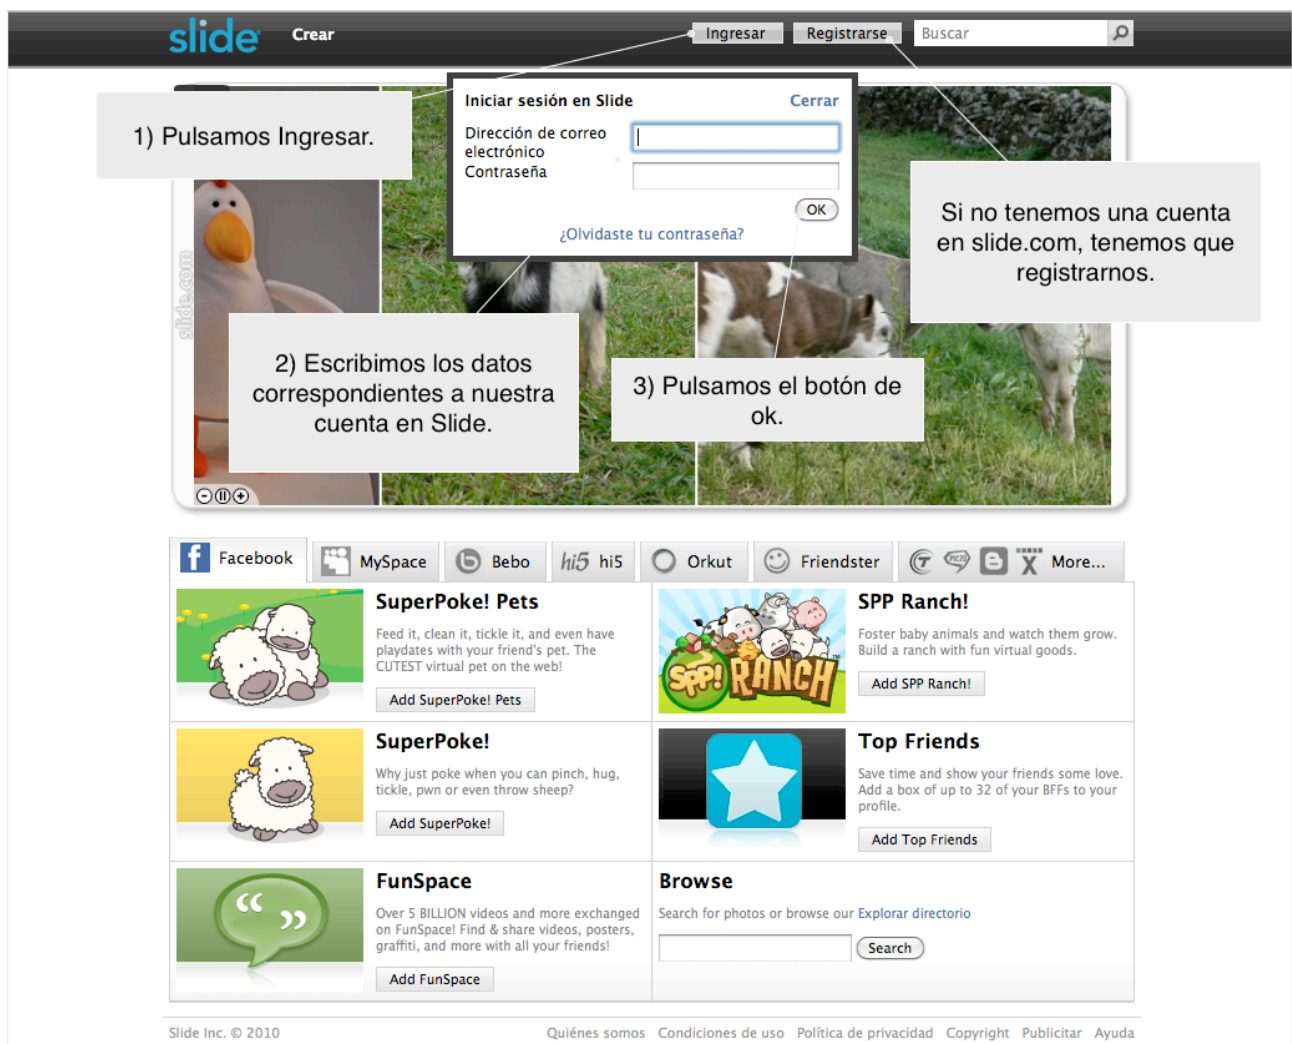 slide
Crear
Ingresar
Registrarse
Buscar
1) Pulsamos Ingresar.
Iniciar sesión en Slide
Cerrar
Dirección de correo
electrónico
Contraseña
OK
¿Olvidaste tu contraseña?
Si no tenemos una cuenta
en slide.com, tenemos que
registrarnos.
slide.com
2) Escribimos los datos
correspondientes a nuestra
cuenta en Slide.
3) Pulsamos el botón de
ok.
Facebook
MySpace
Bebo
hi5 hi5
Orkut
Friendster
More...
SuperPoke! Pets
Feed it, clean it, tickle it, and even have
playdates with your friend's pet. The
CUTEST virtual pet on the web!
Add SuperPoke! Pets
SPP! RANCH
SPP Ranch!
Foster baby animals and watch them grow.
Build a ranch with fun virtual goods.
Add SPP Ranch!
SuperPoke!
Why just poke when you can pinch, hug,
tickle, pwn or even throw sheep?
Add SuperPoke!
Top Friends
Save time and show your friends some love.
Add a box of up to 32 of your BFFs to your
profile.
Add Top Friends
FunSpace
Over 5 BILLION videos and more exchanged
on FunSpace! Find & share videos, posters,
graffiti, and more with all your friends!
Add FunSpace
Browse
Search for photos or browse our Explorar directorio
Search
Slide Inc. © 2010
Quiénes somos Condiciones de uso Política de privacidad Copyright Publicitar Ayuda